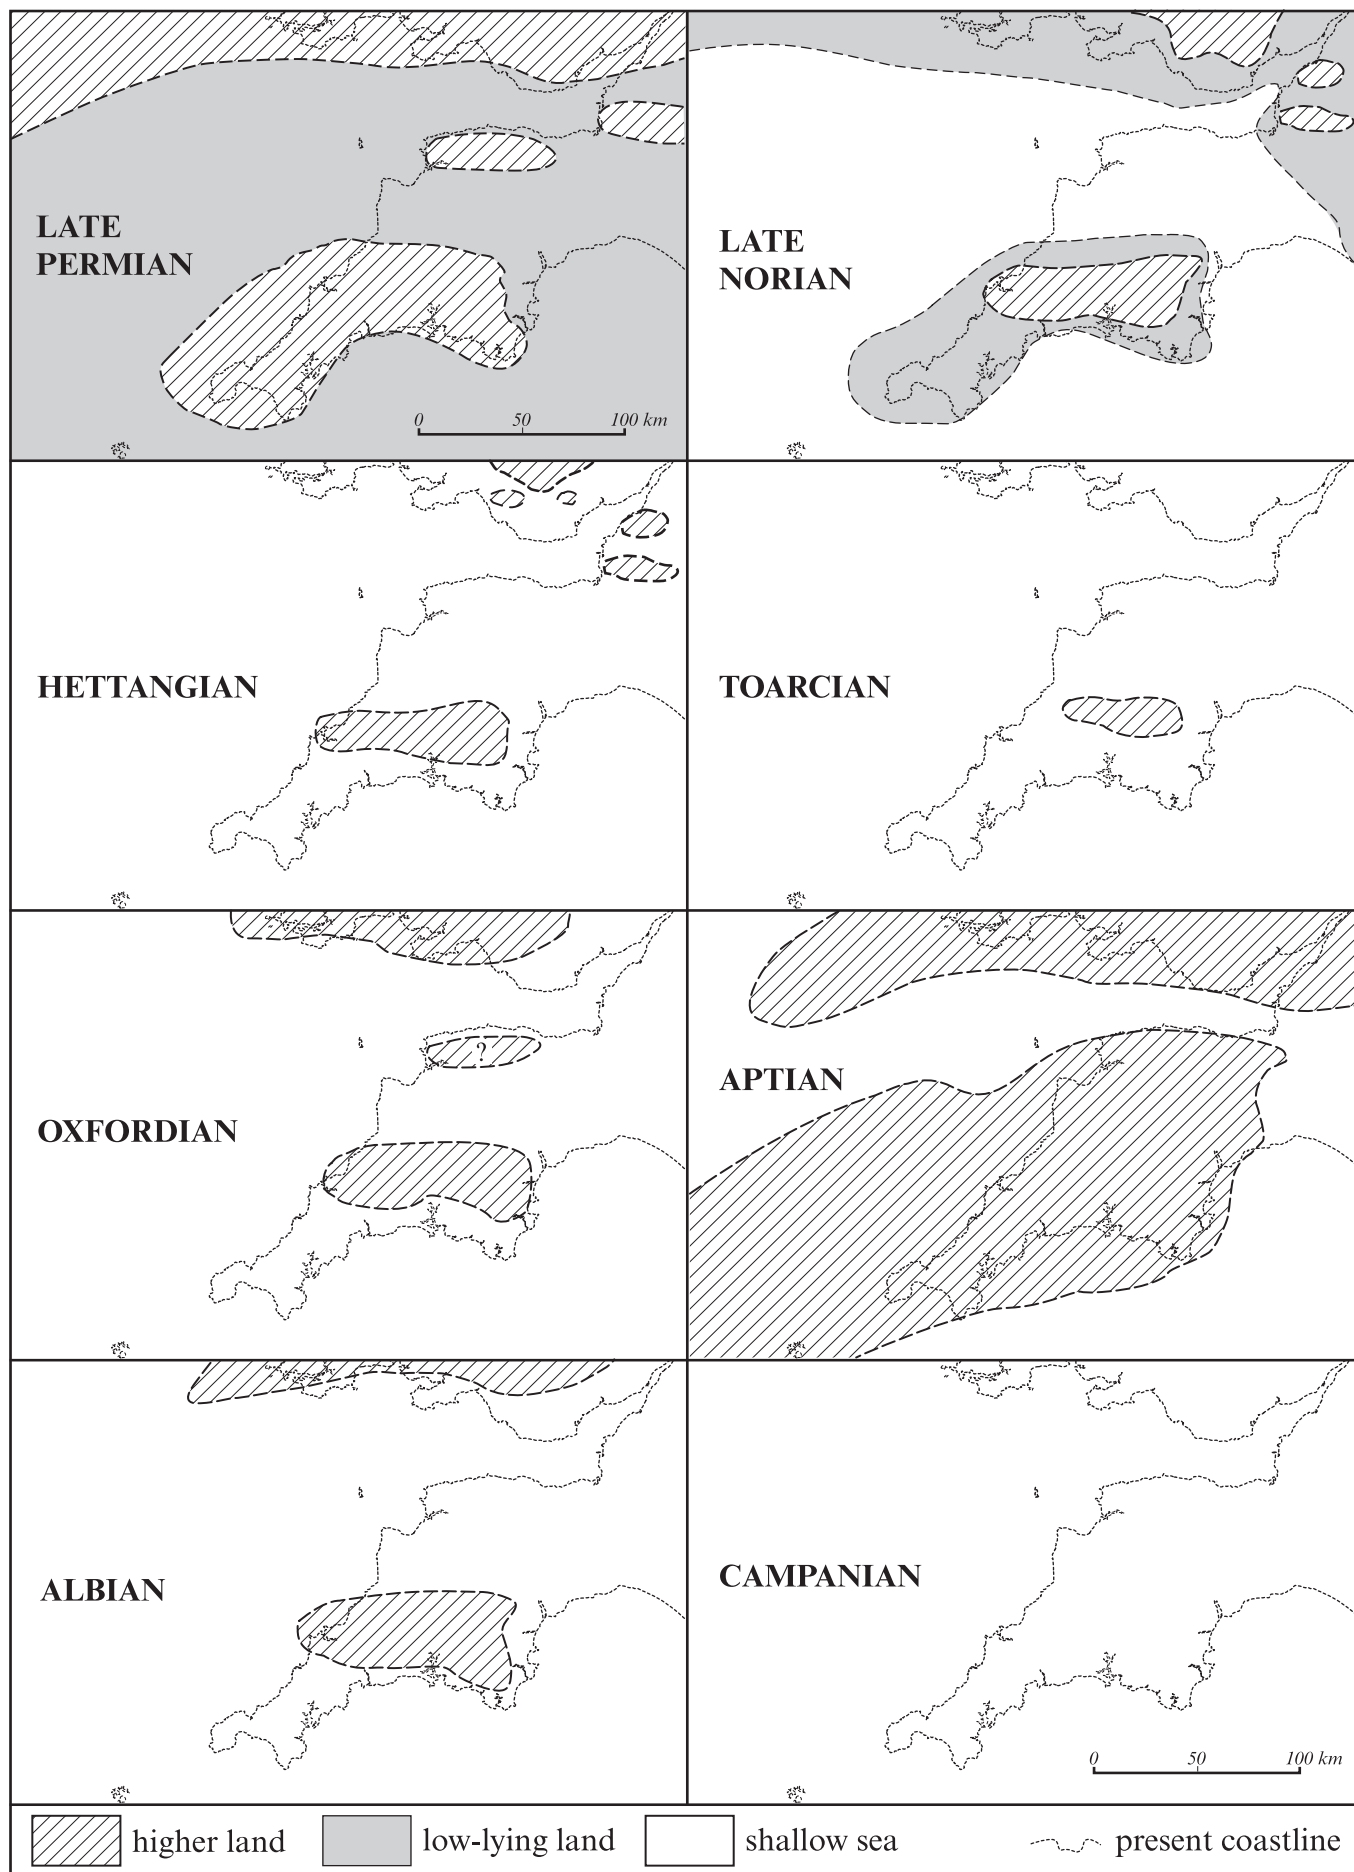 LATE
PERMIAN
0 50 100 km
LATE
NORIAN
HETTANGIAN
TOARCIAN
OXFORDIAN
?
APTIAN
ALBIAN
CAMPANIAN
0 50 100 km
higher land low-lying land shallow sea present coastline